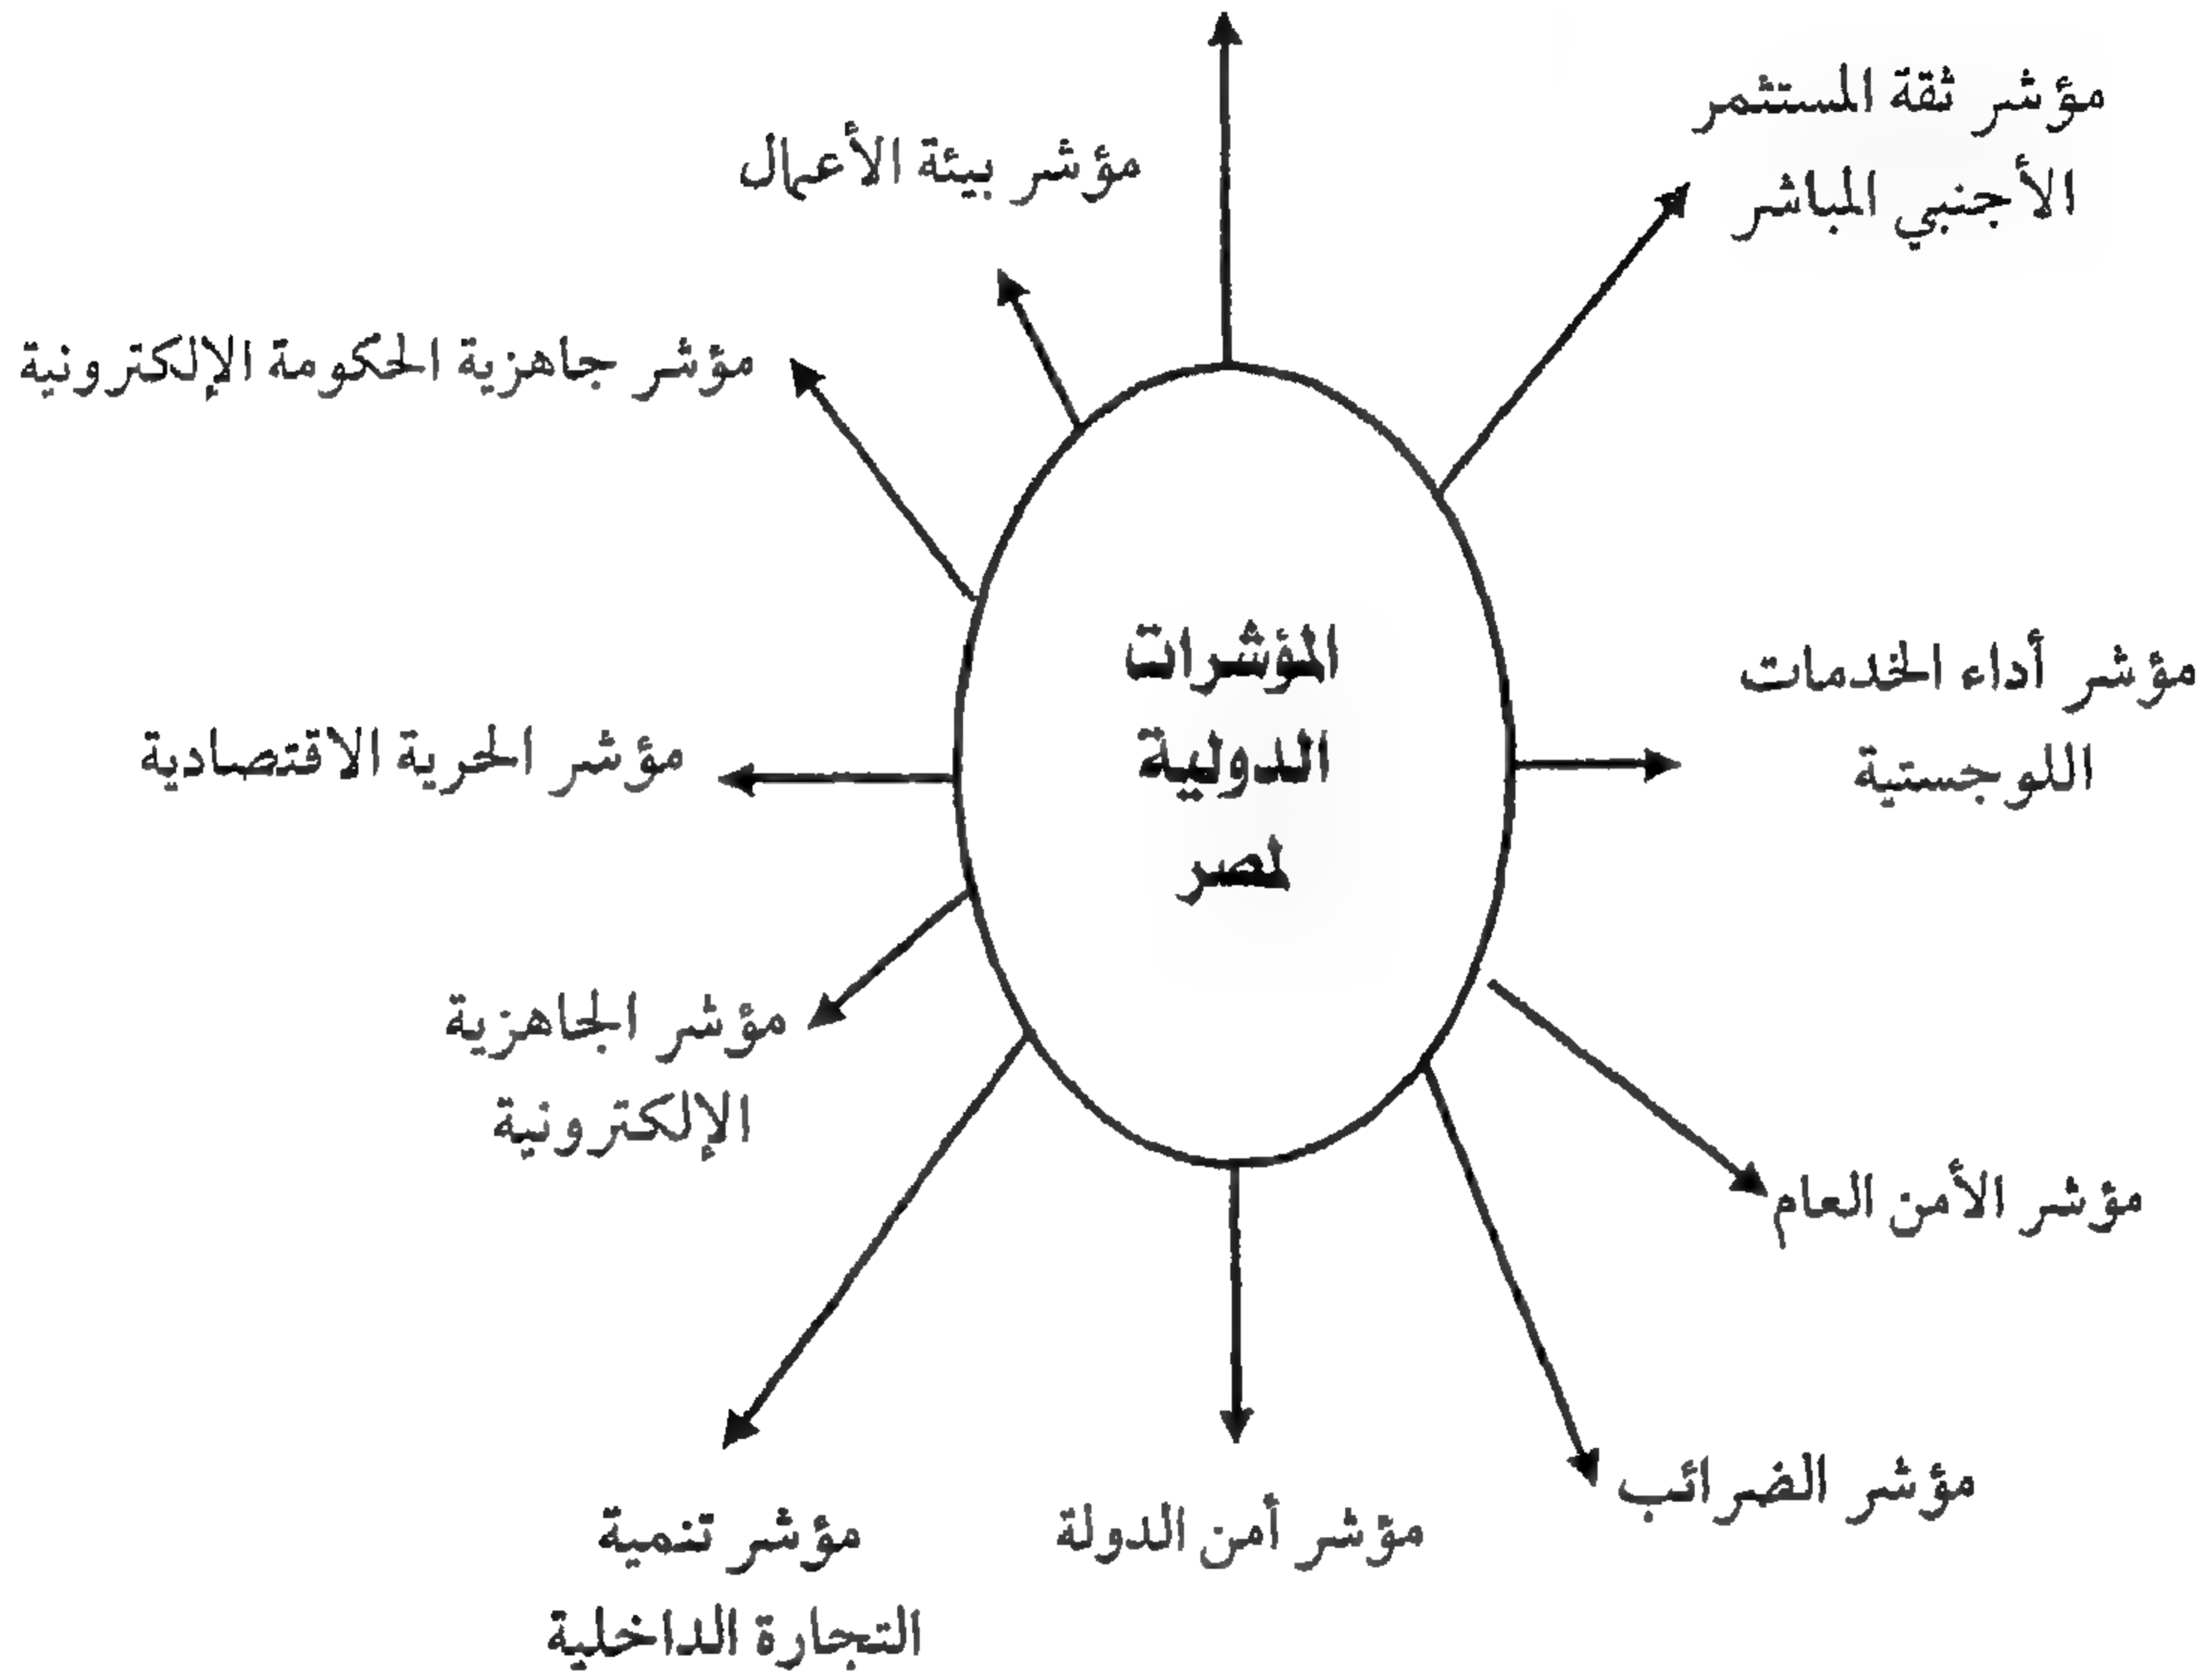 مؤشر ثقة المستثمر
الأجنبي المباشر
مؤشر بيئة الأعمال
مؤشر جاهزية الحكومة الإلكترونية
المؤشرات
الدولية
لمصر
مؤشر أداء الخدمات
اللوجستية
مؤشر الحرية الاقتصادية
مؤشر الجاهزية
الإلكترونية
مؤشر الأمن العام
مؤشر الضرائب
مؤشر أمن الدولة
مؤشر تنمية
التجارة الداخلية